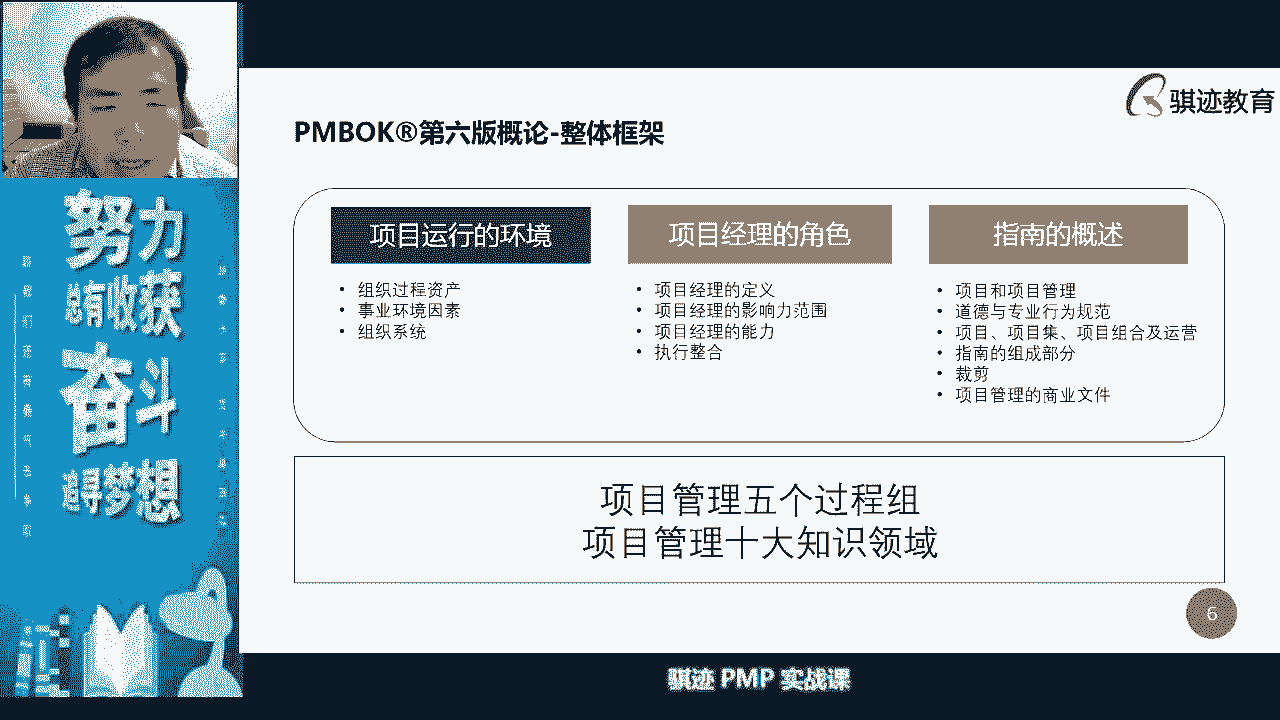 骐迹教育
PMBOK®第六版概论-整体框架
项目运行的环境
• 组织过程资产
• 事业环境因素
• 组织系统
项目经理的角色
• 项目经理的定义
• 项目经理的影响力范围
• 项目经理的能力
• 执行整合
指南的概述
• 项目和项目管理
• 道德与专业行为规范
• 项目、项目集、项目组合及运营
• 指南的组成部分
• 裁剪
• 项目管理的商业文件
项目管理五个过程组
项目管理十大知识领域
6
骐迹 PMP 实战课
努力
总有收获
奋斗
追寻梦想